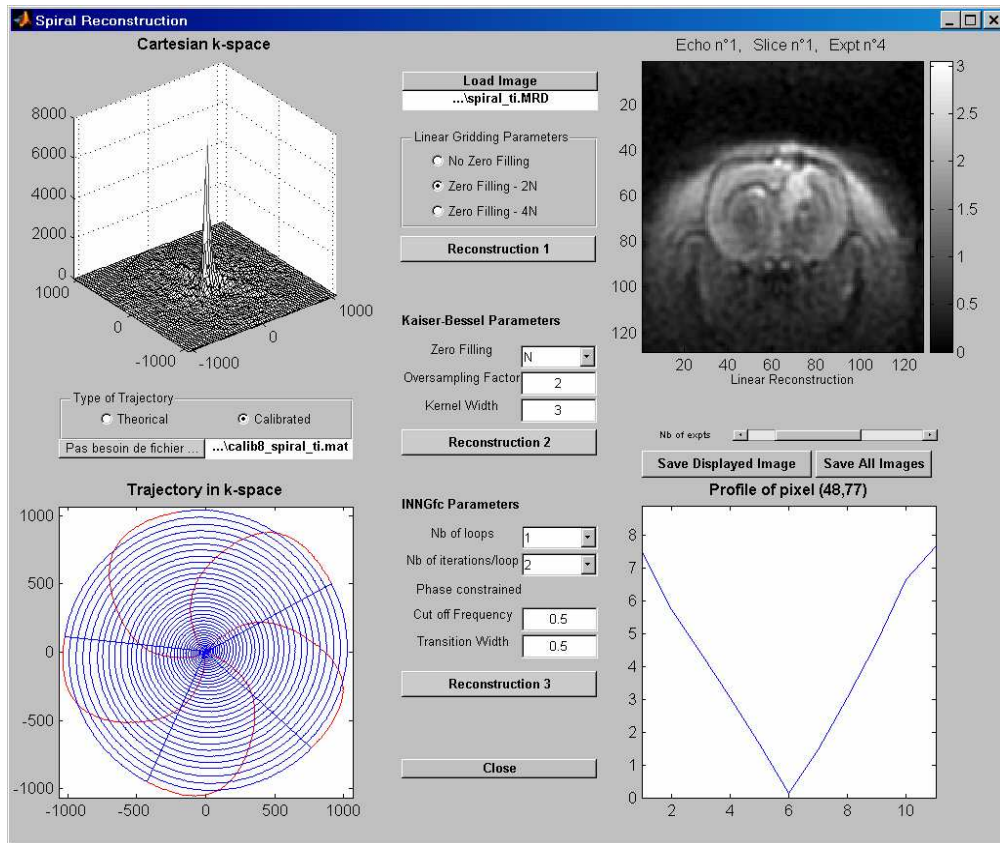 Spiral Reconstruction
Cartesian k-space
8000
6000
4000
2000
0
1000
0
-1000
-1000
0
1000
Type of Trajectory
Theorical
Calibrated
Pas besoin de fichier ...
...\calib8_spiral_ti.mat
Trajectory in k-space
1000
500
0
-500
-1000
-1000
-500
0
500
1000
Load Image
...\spiral_ti.MRD
Linear Gridding Parameters
No Zero Filling
Zero Filling - 2N
Zero Filling - 4N
Reconstruction 1
Kaiser-Bessel Parameters
Zero Filling
N
Oversampling Factor
2
Kernel Width
3
Reconstruction 2
INNGfc Parameters
Nb of loops
1
Nb of iterations/loop
2
Phase constrained
Cut off Frequency
0.5
Transition Width
0.5
Reconstruction 3
Close
Echo n°1, Slice n°1, Expt n°4
20
40
60
80
100
120
20
40
60
80
100
120
Linear Reconstruction
3
2.5
2
1.5
1
0.5
0
Nb of expts
Save Displayed Image
Save All Images
Profile of pixel (48,77)
8
7
6
5
4
3
2
1
0
2
4
6
8
10